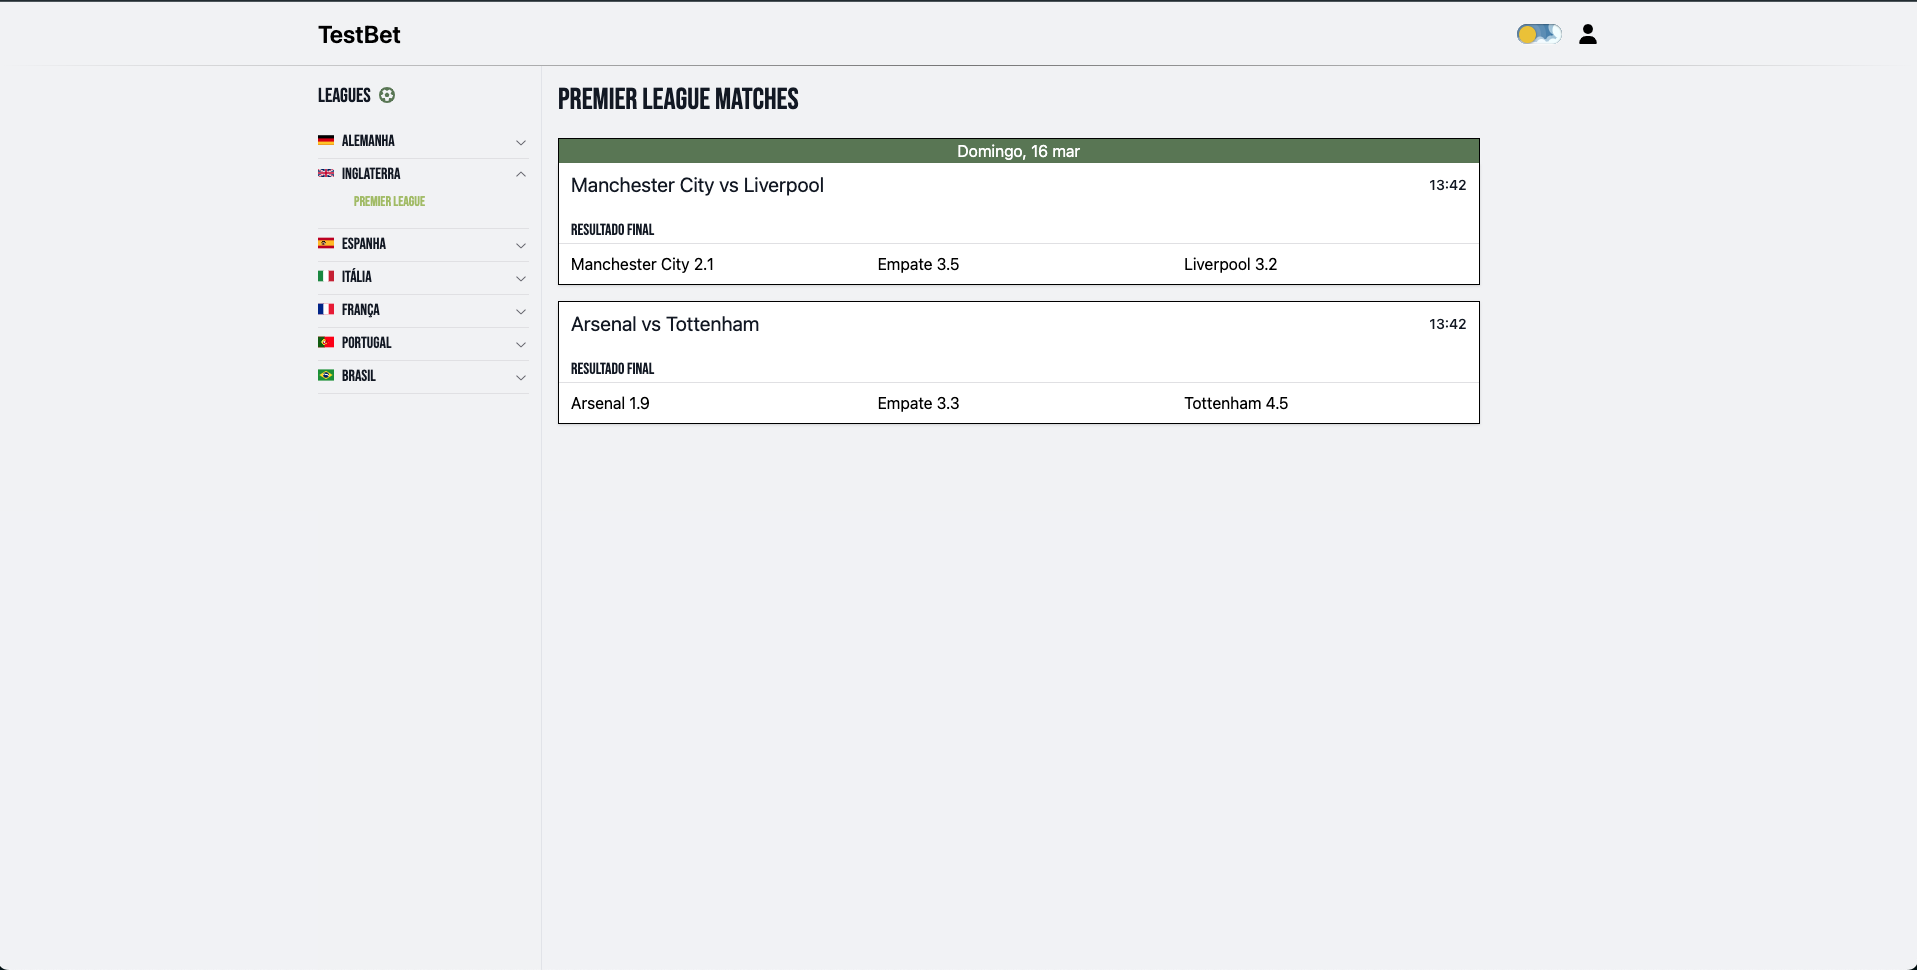 TestBet
LEAGUES
ALEMANHA
INGLATERRA
PREMIER LEAGUE
ESPANHA
ITÁLIA
FRANÇA
PORTUGAL
BRASIL
PREMIER LEAGUE MATCHES
Domingo, 16 mar
Manchester City vs Liverpool 13:42
RESULTADO FINAL
Manchester City 2.1 Empate 3.5 Liverpool 3.2
Arsenal vs Tottenham 13:42
RESULTADO FINAL
Arsenal 1.9 Empate 3.3 Tottenham 4.5